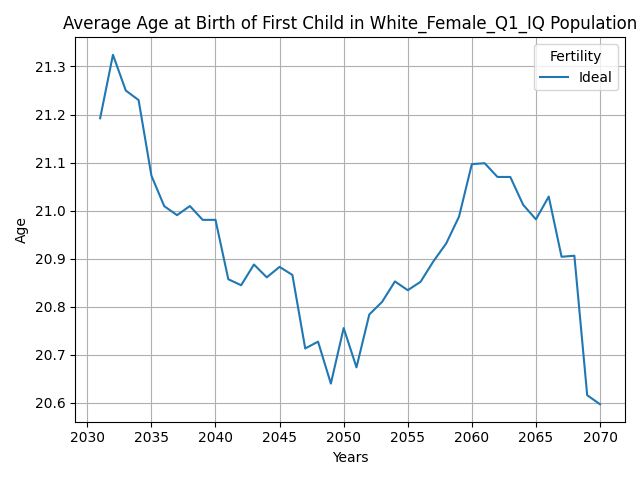 Average Age at Birth of First Child in White_Female_Q1_IQ Population
Fertility
Ideal
21.3
21.2
21.1
21.0
20.9
20.8
20.7
20.6
Age
2030 2035 2040 2045 2050 2055 2060 2065 2070
Years